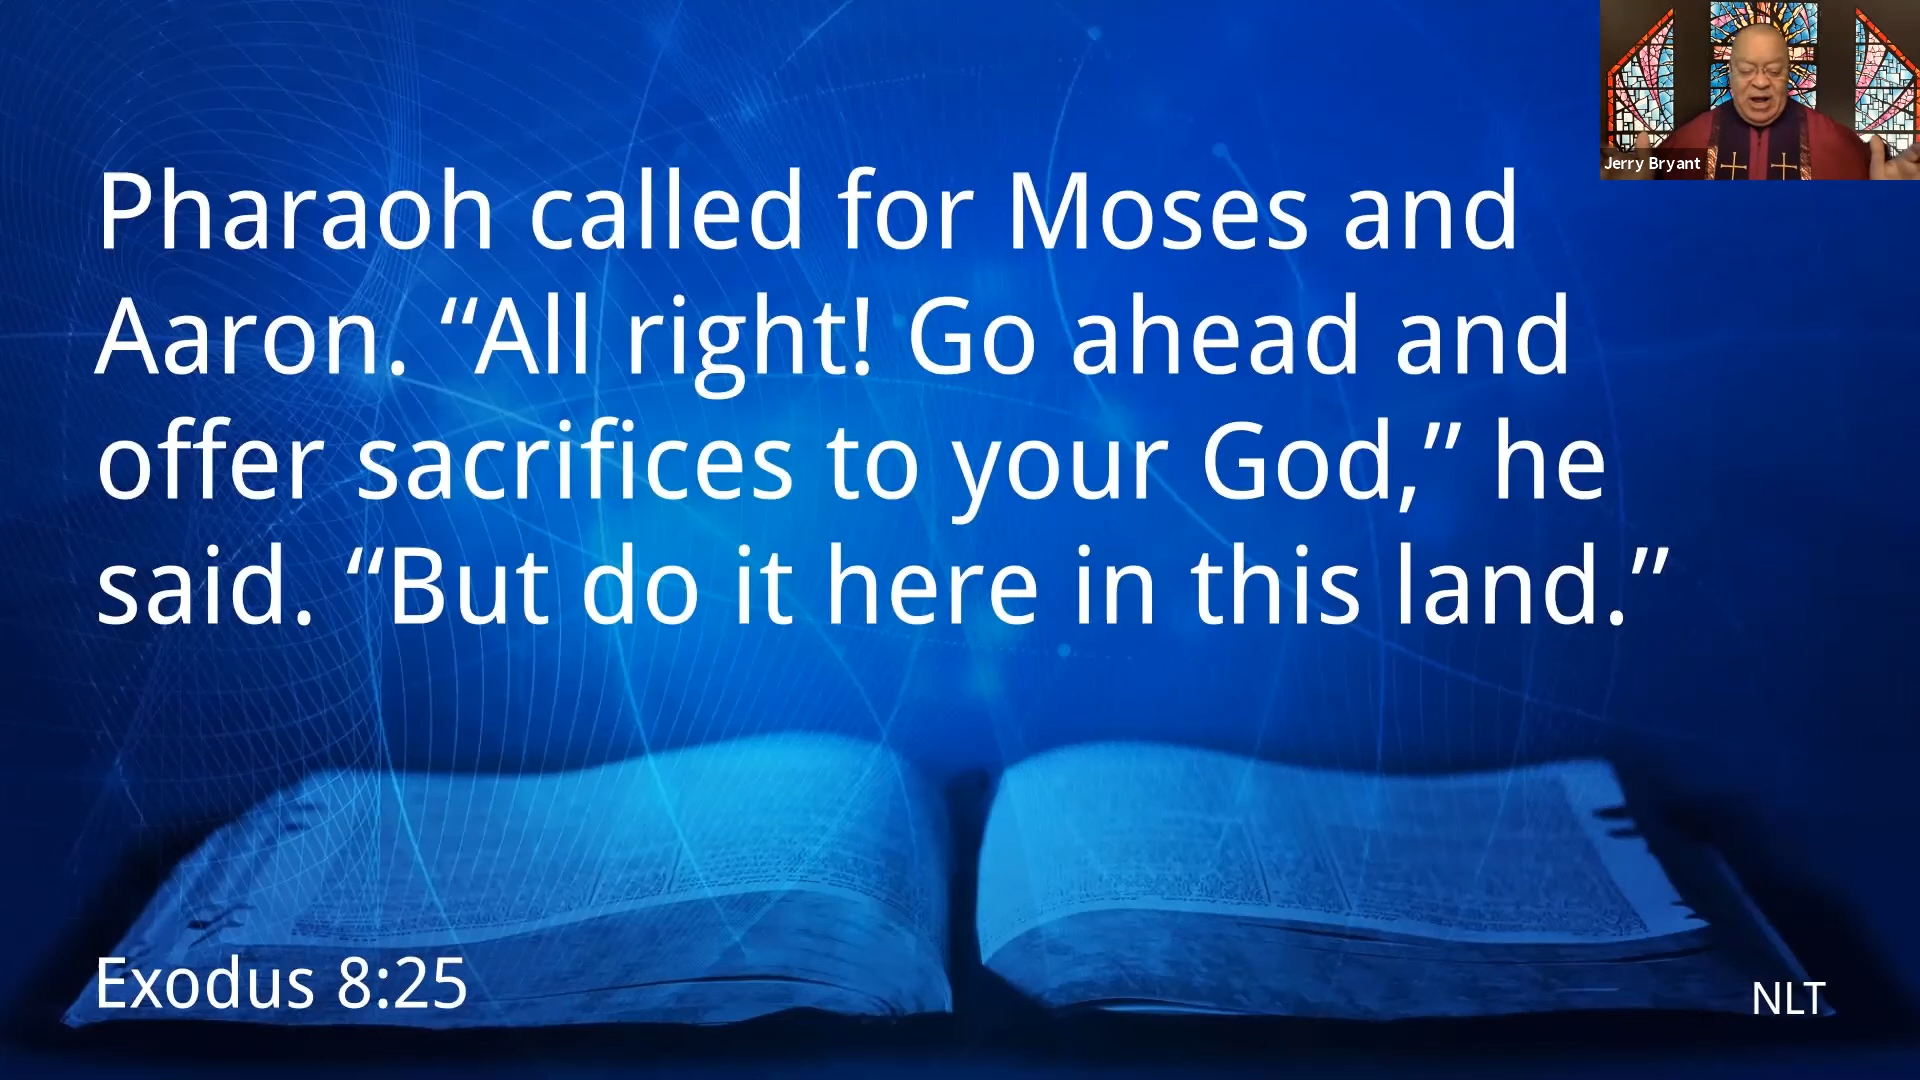 Jerry Bryant
Pharaoh called for Moses and
Aaron. “All right! Go ahead and
offer sacrifices to your God,” he
said. “But do it here in this land.”
Exodus 8:25
NLT